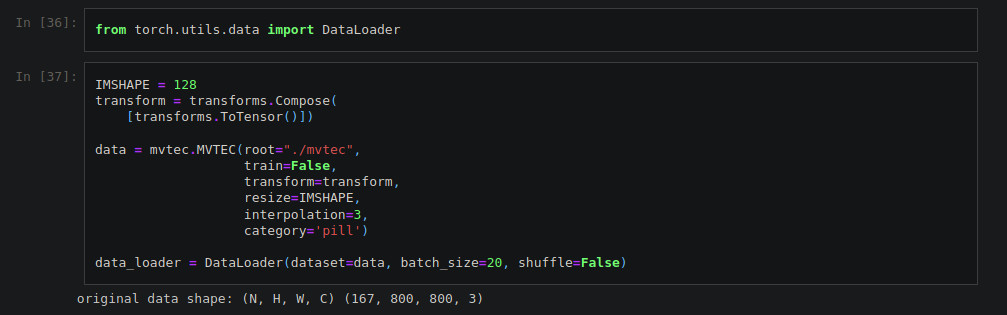 In [36]:
from torch.utils.data import DataLoader
In [37]:
IMSHAPE = 128
transform = transforms.Compose(
    [transforms.ToTensor()])
data = mvtec.MVTEC(root="./mvtec",
                   train=False,
                   transform=transform,
                   resize=IMSHAPE,
                   interpolation=3,
                   category='pill')
data_loader = DataLoader(dataset=data, batch_size=20, shuffle=False)
original data shape: (N, H, W, C) (167, 800, 800, 3)